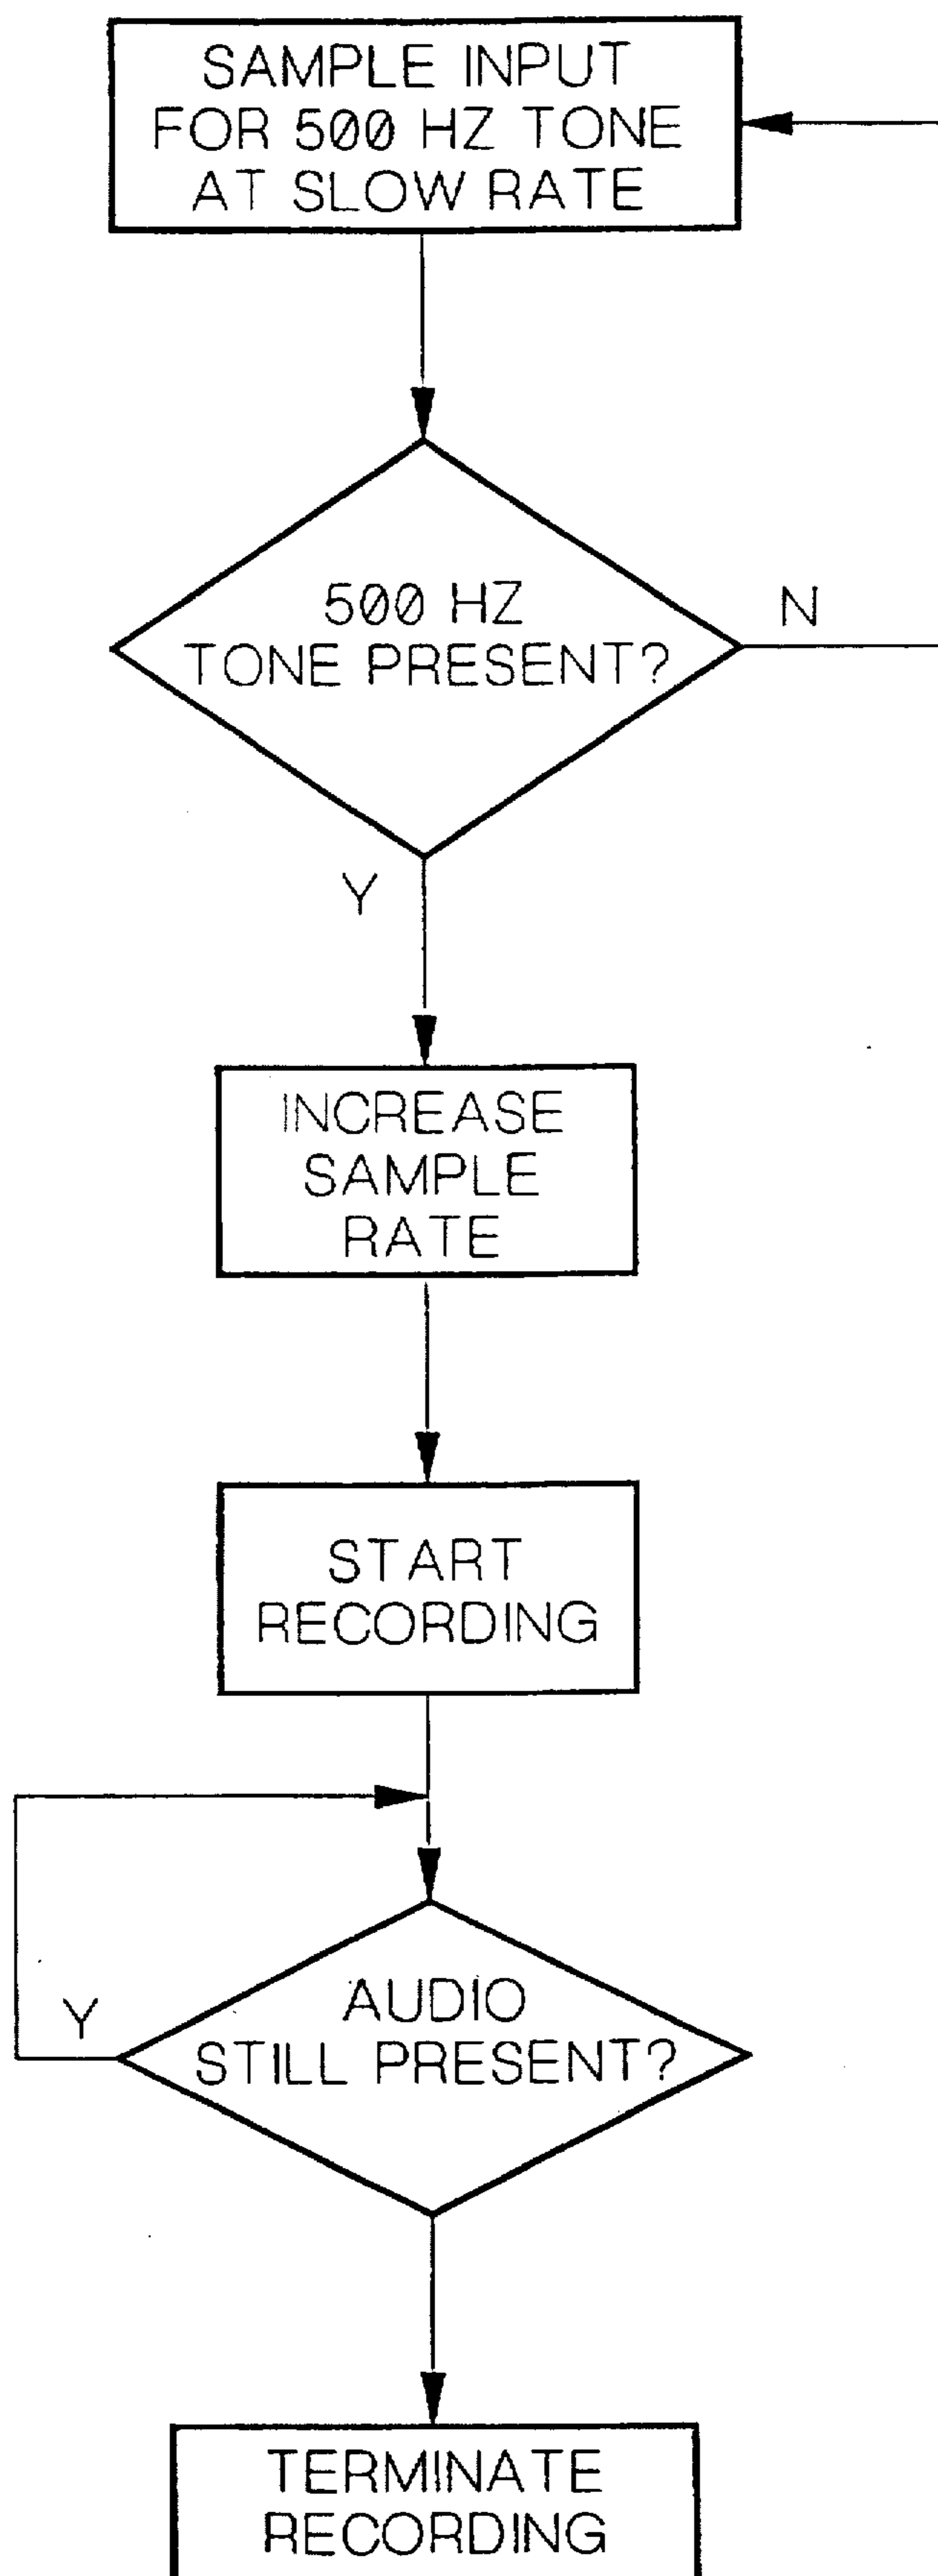 SAMPLE INPUT
FOR 500 HZ TONE
AT SLOW RATE
500 HZ
TONE PRESENT?
N
Y
INCREASE
SAMPLE
RATE
START
RECORDING
AUDIO
STILL PRESENT?
Y
TERMINATE
RECORDING